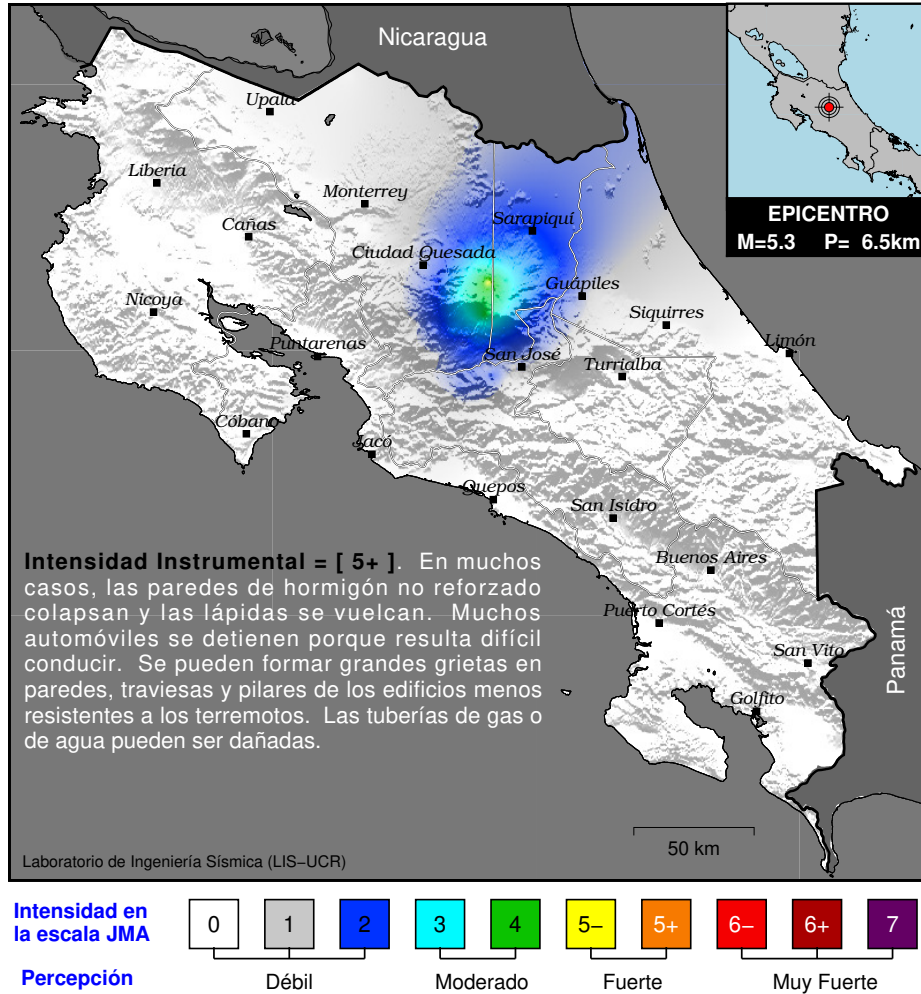 Nicaragua
Upala
Liberia
Monterrey
Sarapiquí
Cañas
Ciudad Quesada
EPICENTRO
M=5.3 P= 6.5km
Nicoya
Guápiles
Siquirres
Puntarenas
San José
Limón
Turrialba
Cóbano
Jacó
Quepos
San Isidro
Buenos Aires
Puerto Cortés
San Vito
Panamá
Golfito
Intensidad Instrumental = [ 5+ ]. En muchos
casos, las paredes de hormigón no reforzado
colapsan y las lápidas se vuelcan. Muchos
automóviles se detienen porque resulta difícil
conducir. Se pueden formar grandes grietas en
paredes, traviesas y pilares de los edificios menos
resistentes a los terremotos. Las tuberías de gas o
de agua pueden ser dañadas.
50 km
Laboratorio de Ingeniería Sísmica (LIS−UCR)
Intensidad en
la escala JMA
0 1 2 3 4 5− 5+ 6− 6+ 7
Percepción
Débil Moderado Fuerte Muy Fuerte